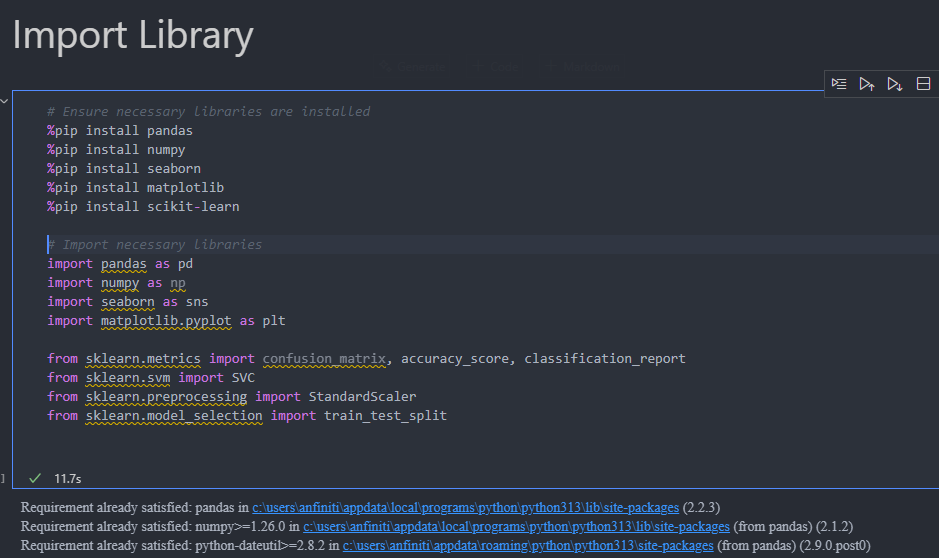 Import Library
# Ensure necessary libraries are installed
%pip install pandas
%pip install numpy
%pip install seaborn
%pip install matplotlib
%pip install scikit-learn
# Import necessary libraries
import pandas as pd
import numpy as np
import seaborn as sns
import matplotlib.pyplot as plt
from sklearn.metrics import confusion_matrix, accuracy_score, classification_report
from sklearn.svm import SVC
from sklearn.preprocessing import StandardScaler
from sklearn.model_selection import train_test_split
] 11.7s
Requirement already satisfied: pandas in c:\users\anfiniti\appdata\local\programs\python\python313\lib\site-packages (2.2.3)
Requirement already satisfied: numpy>=1.26.0 in c:\users\anfiniti\appdata\local\programs\python\python313\lib\site-packages (from pandas) (2.1.2)
Requirement already satisfied: python-dateutil>=2.8.2 in c:\users\anfiniti\appdata\roaming\python\python313\site-packages (from pandas) (2.9.0.post0)